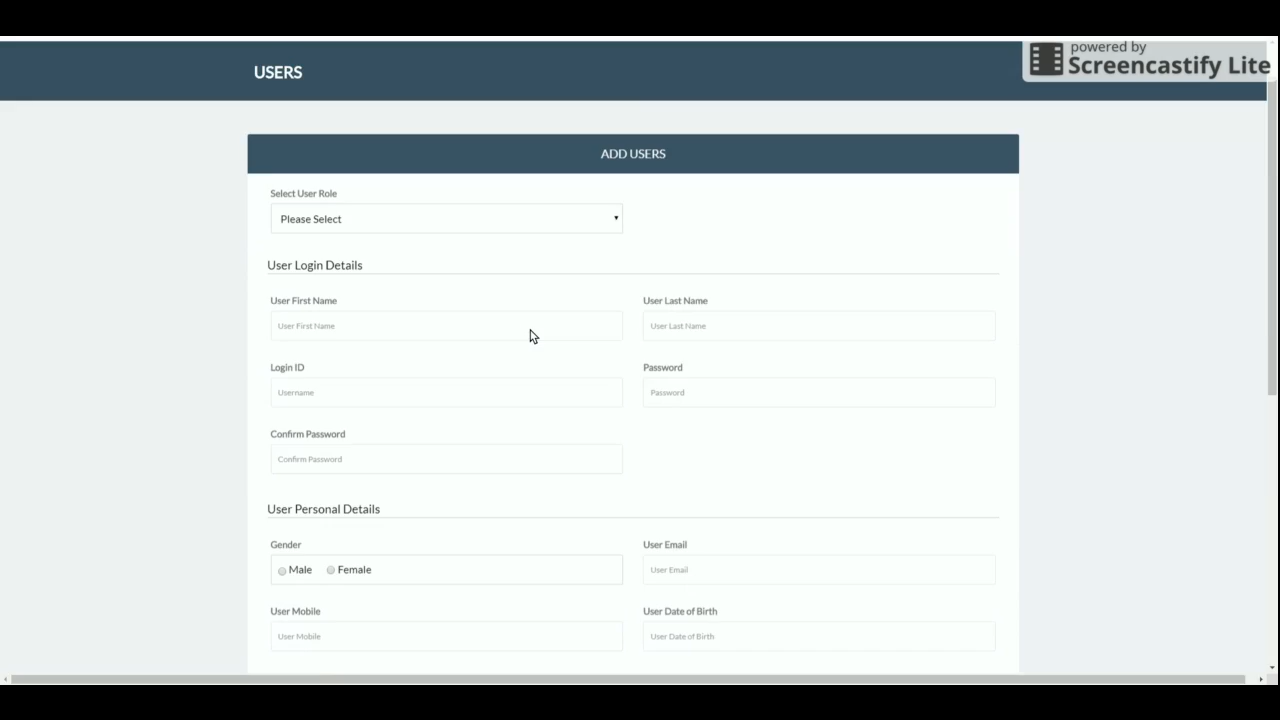 powered by
Screencastify Lite
USERS
ADD USERS
Select User Role
Please Select
User Login Details
User First Name
User Last Name
User First Name
User Last Name
Login ID
Password
Username
Password
Confirm Password
Confirm Password
User Personal Details
Gender
User Email
Male
Female
User Email
User Mobile
User Date of Birth
User Mobile
User Date of Birth